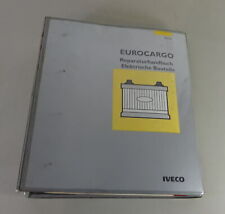 EUROCARGO
Reparaturhandbuch
Elektrische Bauteile
IVECO